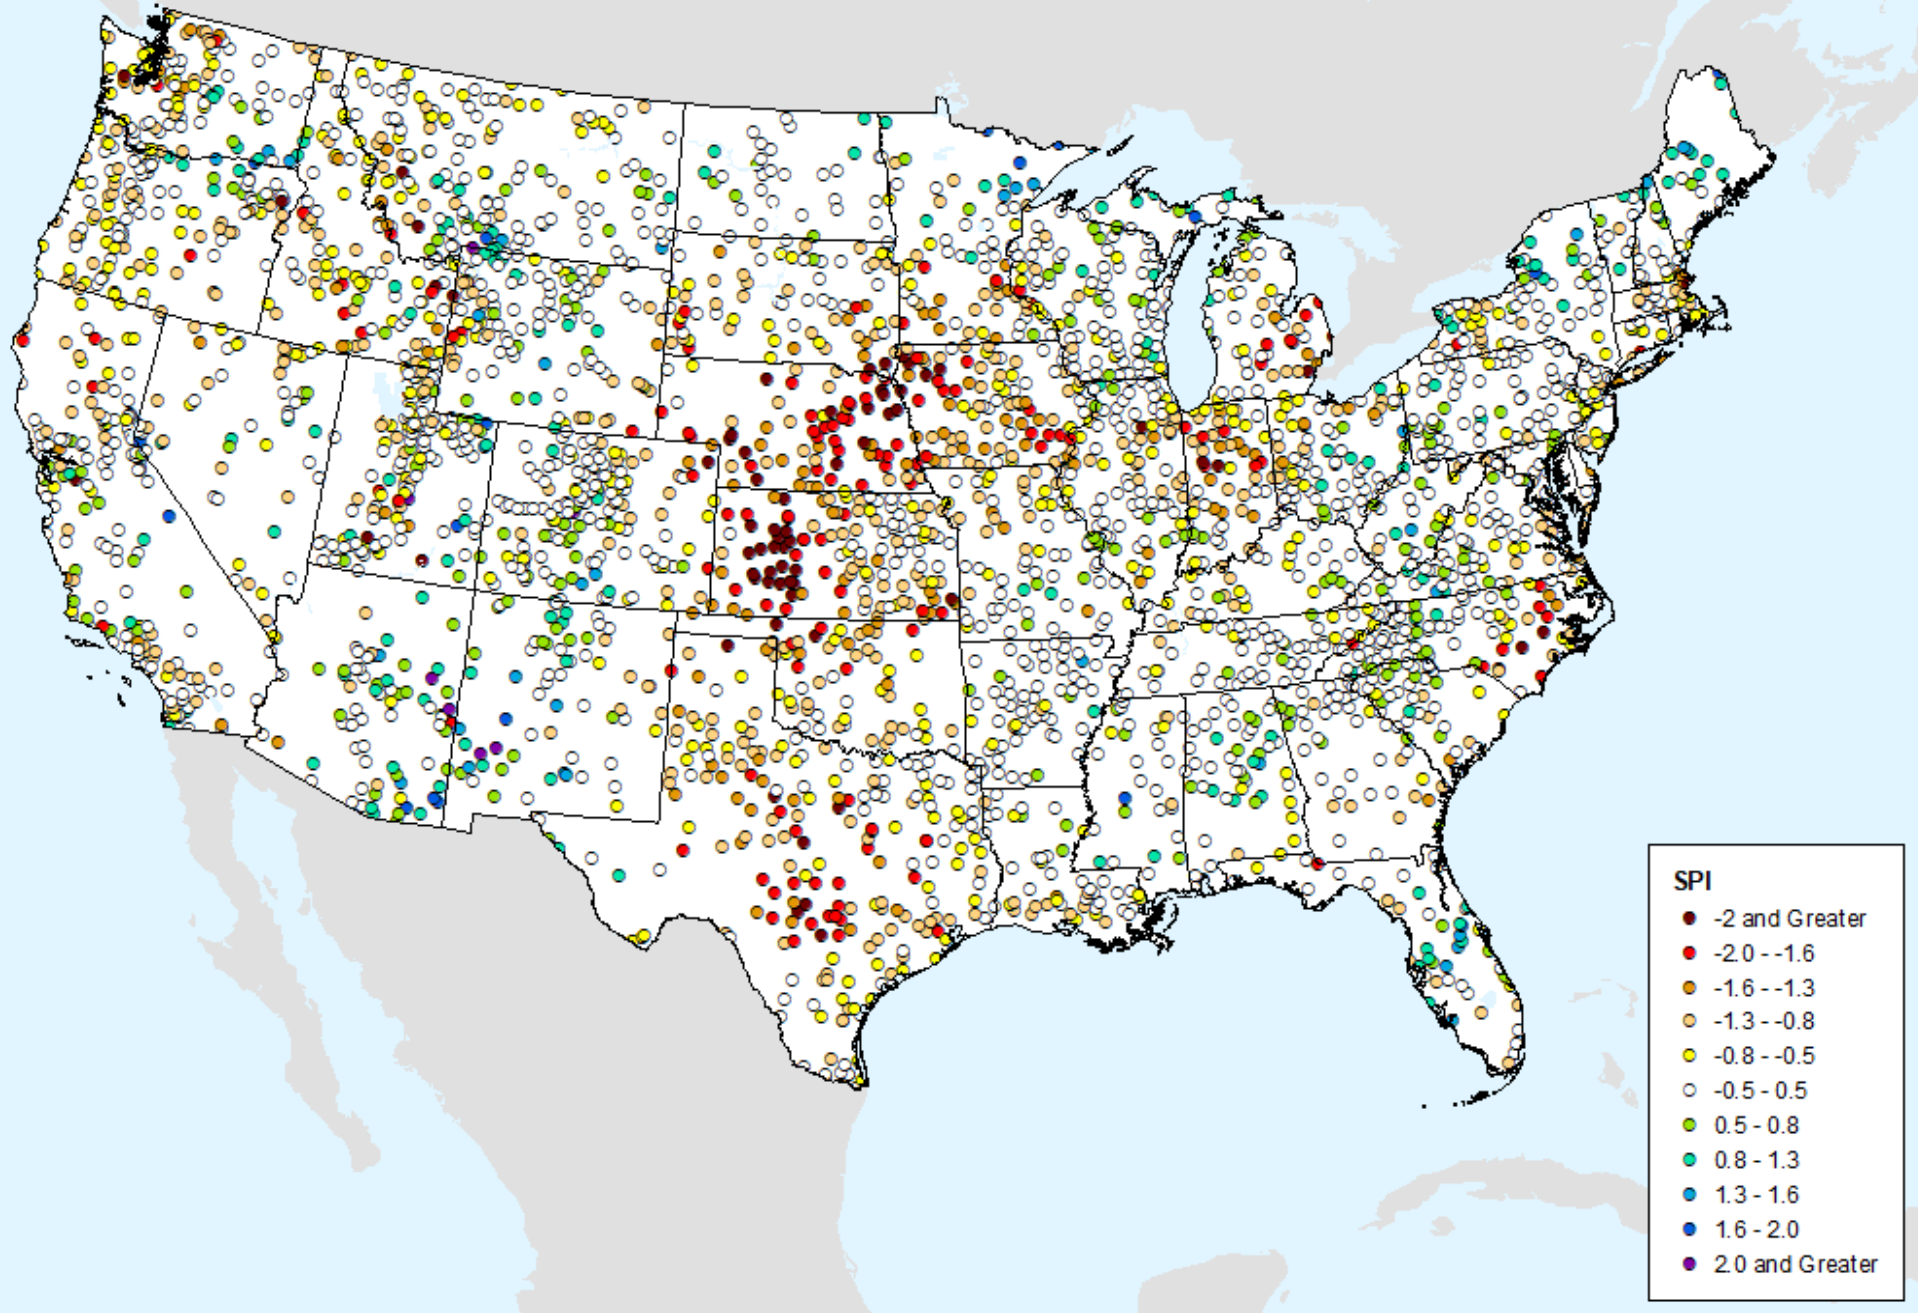 SPI
-2 and Greater
-2.0 - -1.6
-1.6 - -1.3
-1.3 - -0.8
-0.8 - -0.5
-0.5 - 0.5
0.5 - 0.8
0.8 - 1.3
1.3 - 1.6
1.6 - 2.0
2.0 and Greater